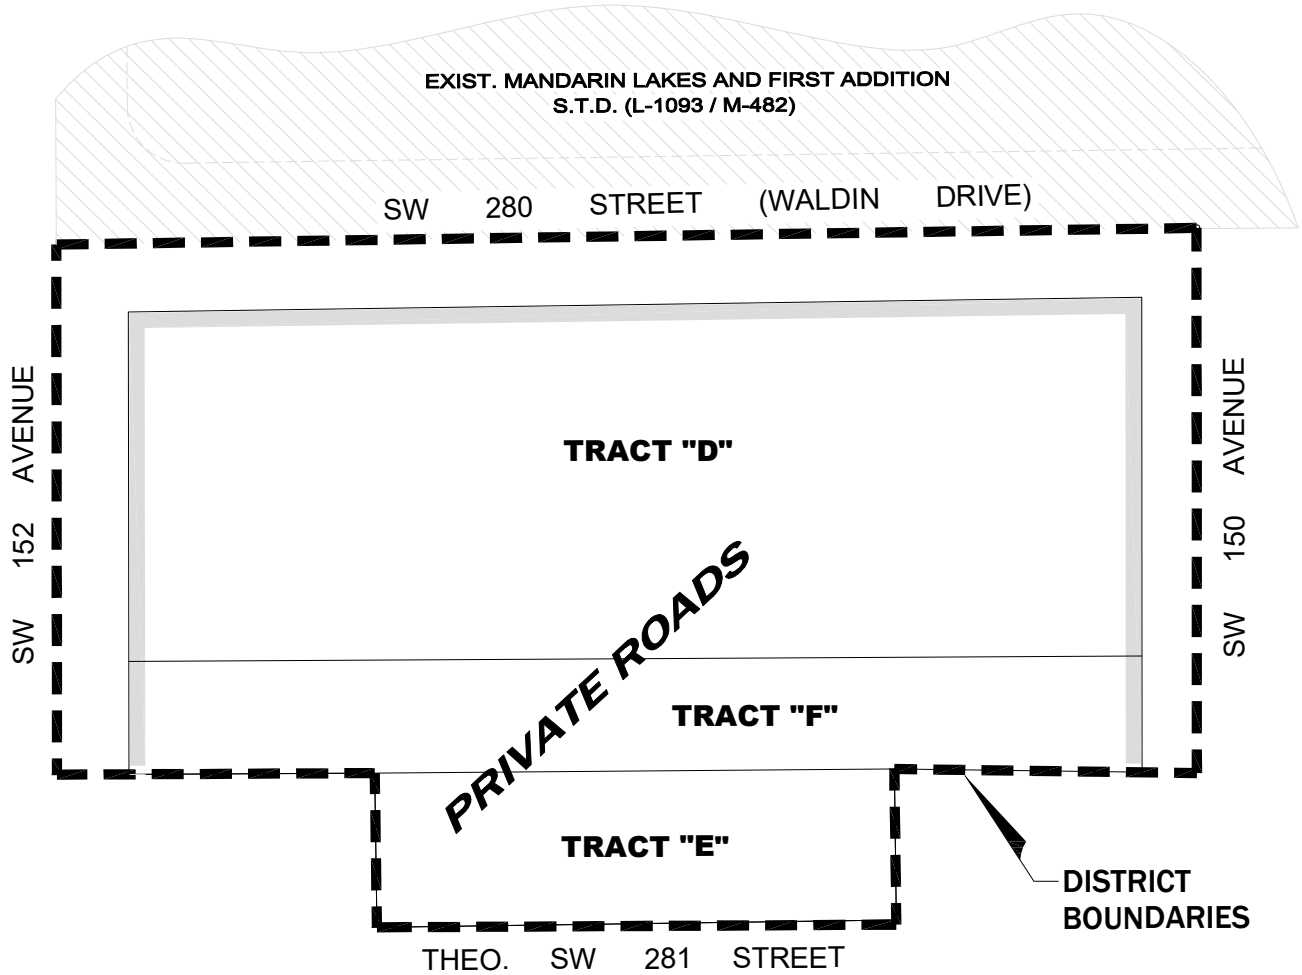 EXIST. MANDARIN LAKES AND FIRST ADDITION
S.T.D. (L-1093 / M-482)
SW 280 STREET (WALDIN DRIVE)
SW 152 AVENUE
SW 150 AVENUE
TRACT "D"
PRIVATE ROADS
TRACT "F"
TRACT "E"
DISTRICT
BOUNDARIES
THEO. SW 281 STREET